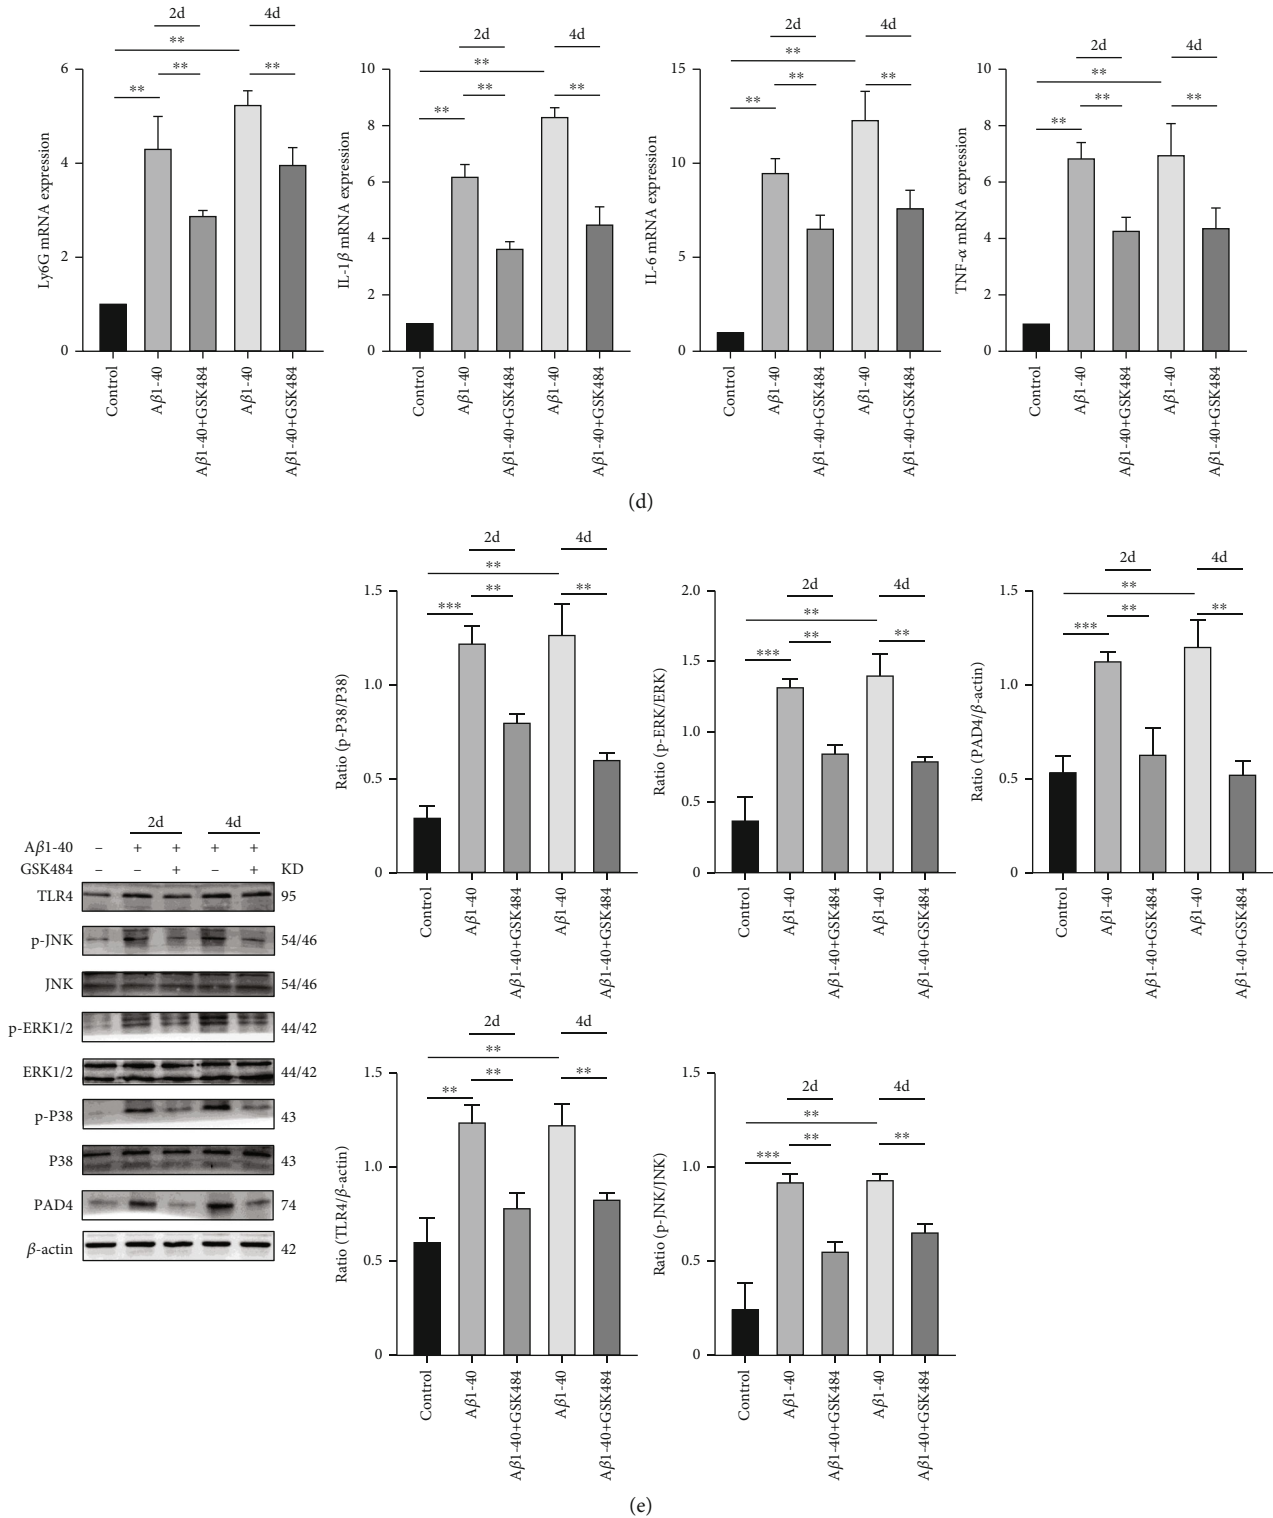 2d
4d
**
**
**
**
Ly6G mRNA expression
6
4
2
0
Control
Aβ1-40
Aβ1-40+GSK484
Aβ1-40
Aβ1-40+GSK484
2d
4d
**
**
**
**
IL-1β mRNA expression
10
8
6
4
2
0
Control
Aβ1-40
Aβ1-40+GSK484
Aβ1-40
Aβ1-40+GSK484
2d
4d
**
**
**
**
IL-6 mRNA expression
15
10
5
0
Control
Aβ1-40
Aβ1-40+GSK484
Aβ1-40
Aβ1-40+GSK484
2d
4d
**
**
**
**
TNF-α mRNA expression
10
8
6
4
2
0
Control
Aβ1-40
Aβ1-40+GSK484
Aβ1-40
Aβ1-40+GSK484
(d)
2d 4d
Aβ1-40 – + + + +
GSK484 – – + – + KD
TLR4 95
p-JNK 54/46
JNK 54/46
p-ERK1/2 44/42
ERK1/2 44/42
p-P38 43
P38 43
PAD4 74
β-actin 42
2d
4d
**
***
**
**
Ratio (p-P38/P38)
1.5
1.0
0.5
0
Control
Aβ1-40
Aβ1-40+GSK484
Aβ1-40
Aβ1-40+GSK484
2d
4d
**
***
**
**
Ratio (p-ERK/ERK)
2.0
1.5
1.0
0.5
0
Control
Aβ1-40
Aβ1-40+GSK484
Aβ1-40
Aβ1-40+GSK484
2d
4d
**
***
**
**
Ratio (PAD4/β-actin)
1.5
1.0
0.5
0
Control
Aβ1-40
Aβ1-40+GSK484
Aβ1-40
Aβ1-40+GSK484
2d
4d
**
**
**
**
Ratio (TLR4/β-actin)
1.5
1.0
0.5
0
Control
Aβ1-40
Aβ1-40+GSK484
Aβ1-40
Aβ1-40+GSK484
2d
4d
**
***
**
**
Ratio (p-JNK/JNK)
1.5
1.0
0.5
0
Control
Aβ1-40
Aβ1-40+GSK484
Aβ1-40
Aβ1-40+GSK484
(e)